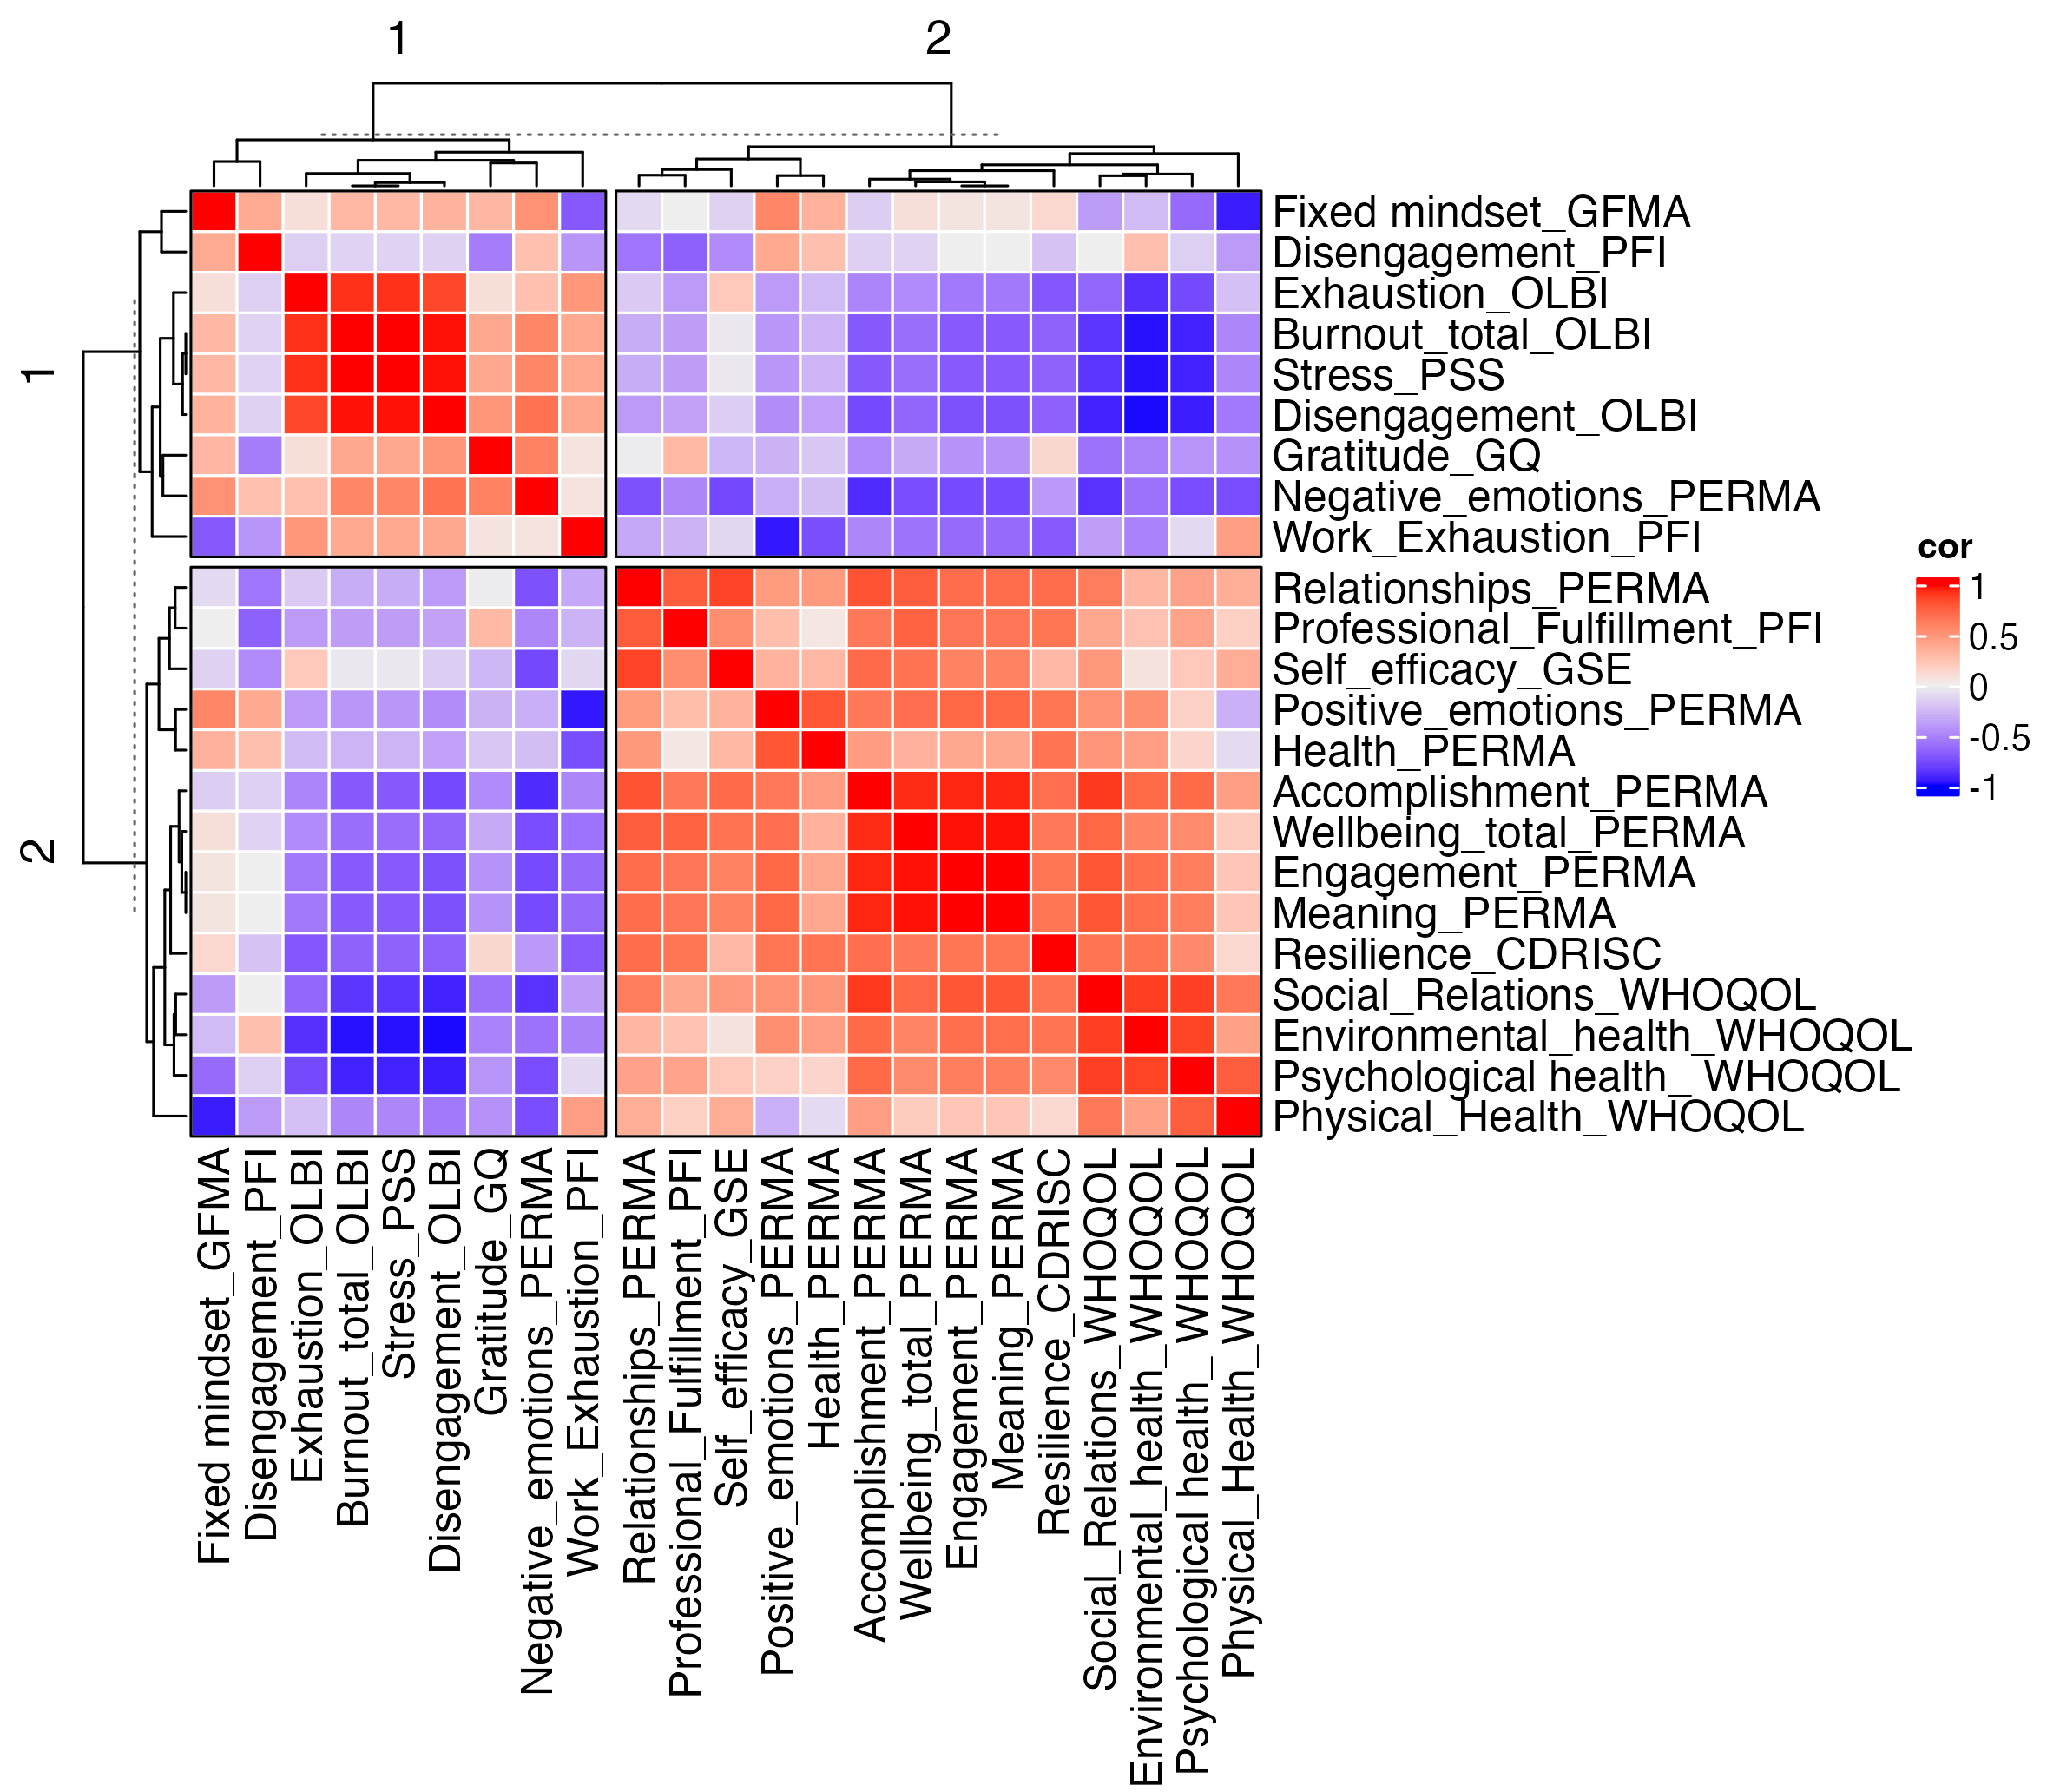 1
2
1
2
Fixed mindset_GFMA
Disengagement_PFI
Exhaustion_OLBI
Burnout_total_OLBI
Stress_PSS
Disengagement_OLBI
Gratitude_GQ
Negative_emotions_PERMA
Work_Exhaustion_PFI
Relationships_PERMA
Professional_Fulfillment_PFI
Self_efficacy_GSE
Positive_emotions_PERMA
Health_PERMA
Accomplishment_PERMA
Wellbeing_total_PERMA
Engagement_PERMA
Meaning_PERMA
Resilience_CDRISC
Social_Relations_WHOQOL
Environmental_health_WHOQOL
Psychological health_ WHOQOL
Physical_Health_WHOQOL
cor
1
0.5
0
-0.5
-1
Fixed mindset_GFMA
Disengagement_PFI
Exhaustion_OLBI
Burnout_total_OLBI
Stress_PSS
Disengagement_OLBI
Gratitude_GQ
Negative_emotions_PERMA
Work_Exhaustion_PFI
Relationships_PERMA
Professional_Fulfillment_PFI
Self_efficacy_GSE
Positive_emotions_PERMA
Health_PERMA
Accomplishment_PERMA
Wellbeing_total_PERMA
Engagement_PERMA
Meaning_PERMA
Resilience_CDRISC
Social_Relations_WHOQOL
Environmental_health_WHOQOL
Psychological health_ WHOQOL
Physical_Health_WHOQOL